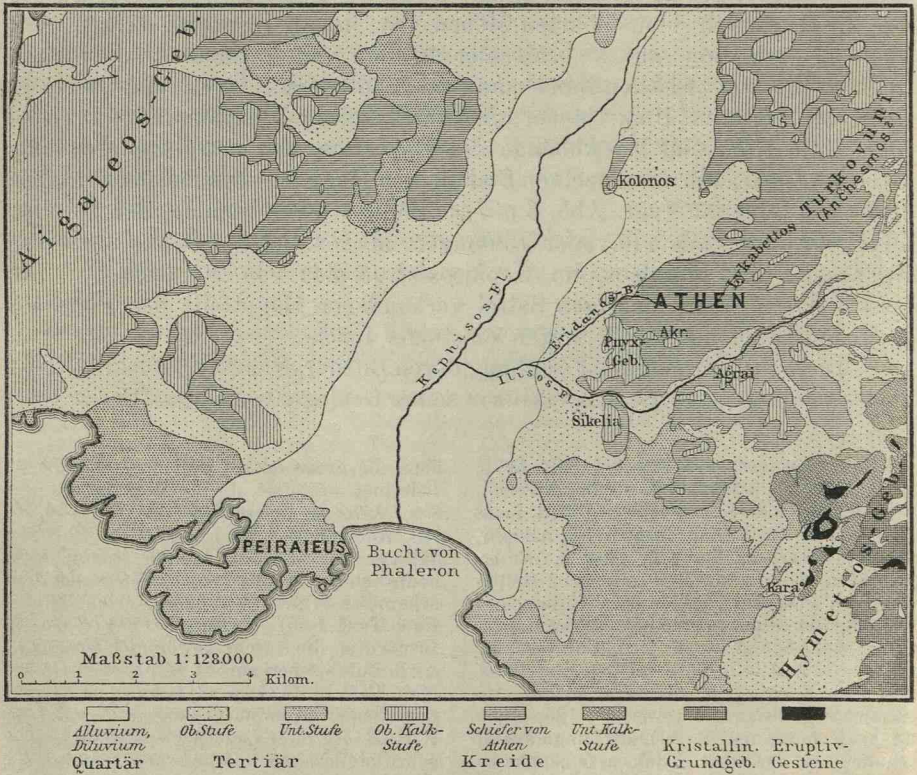 Aigaleos-Geb.
Kolonos
Turkovuni
(Anchesmos?)
Lykabettos
ATHEN
Kephisos-Fl.
Eridanos-B.
Akr.
Pnyx-
Geb.
Ilisos-Fl.
Agrai
Sikelia
PEIRAIEUS
Bucht von
Phaleron
Kara
Hymettos-Geb.
Maßstab 1:128000
0 1 2 3 4 Kilom.
Alluvium, Ob. Stufe Unt. Stufe Ob. Kalk- Schiefer von Unt. Kalk- Kristallin. Eruptiv-
Diluvium Stufe Athen Stufe Grundgeb. Gesteine
Quartär Tertiär Kreide